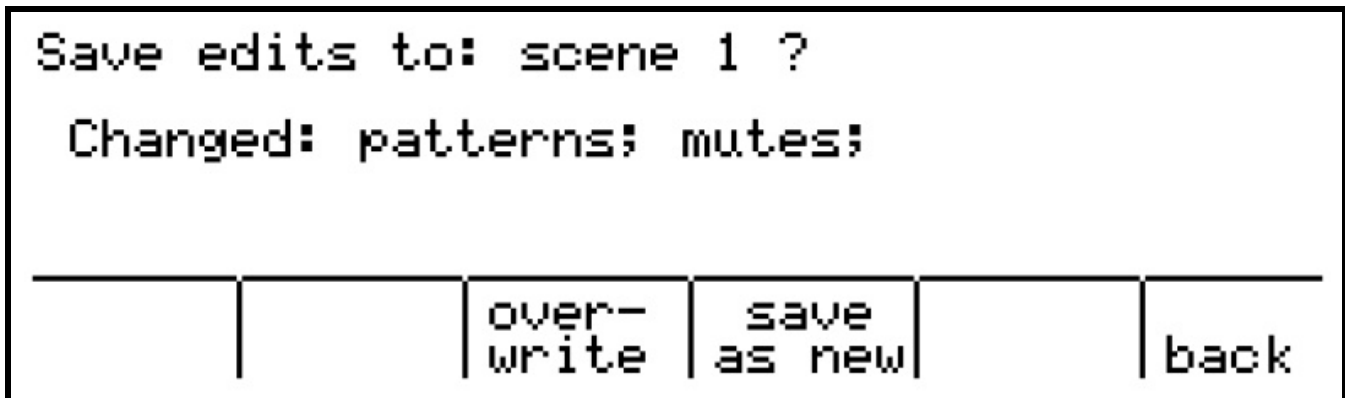 Save edits to: scene 1 ?
Changed: patterns; mutes;
over-
write
save
as new
back